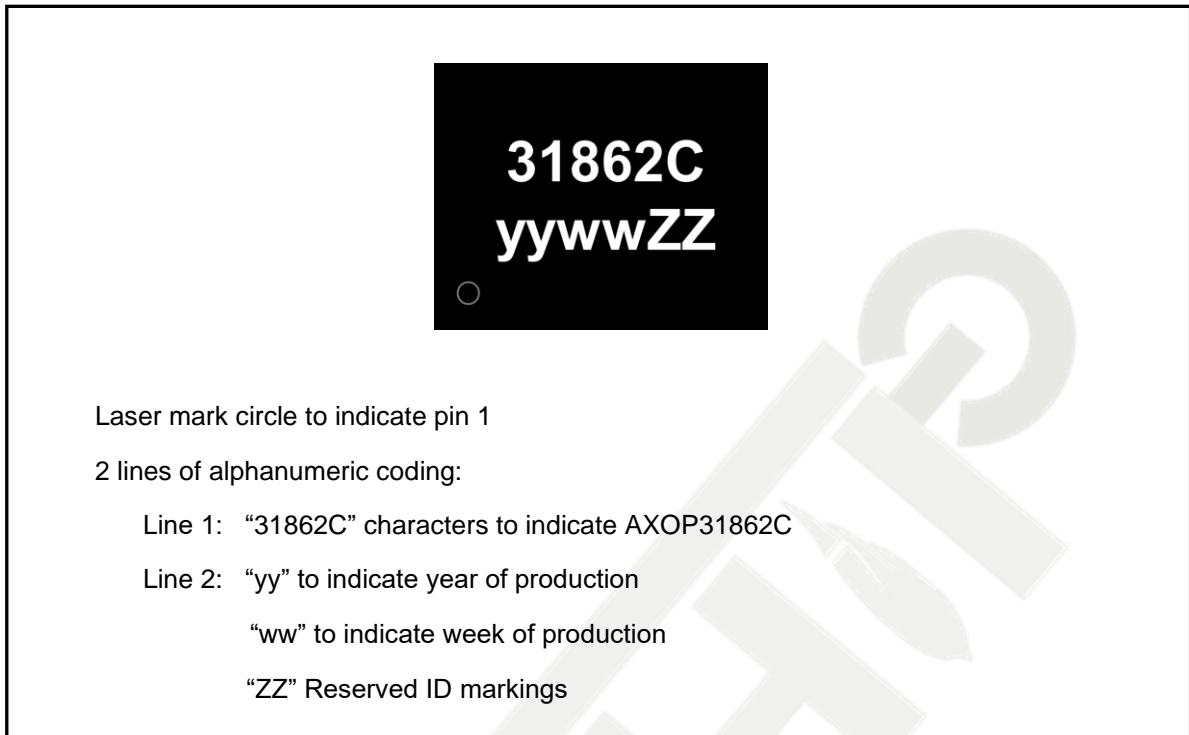 31862C
yywwZZ
Laser mark circle to indicate pin 1
2 lines of alphanumeric coding:
Line 1: “31862C” characters to indicate AXOP31862C
Line 2: “yy” to indicate year of production
“ww” to indicate week of production
“ZZ” Reserved ID markings